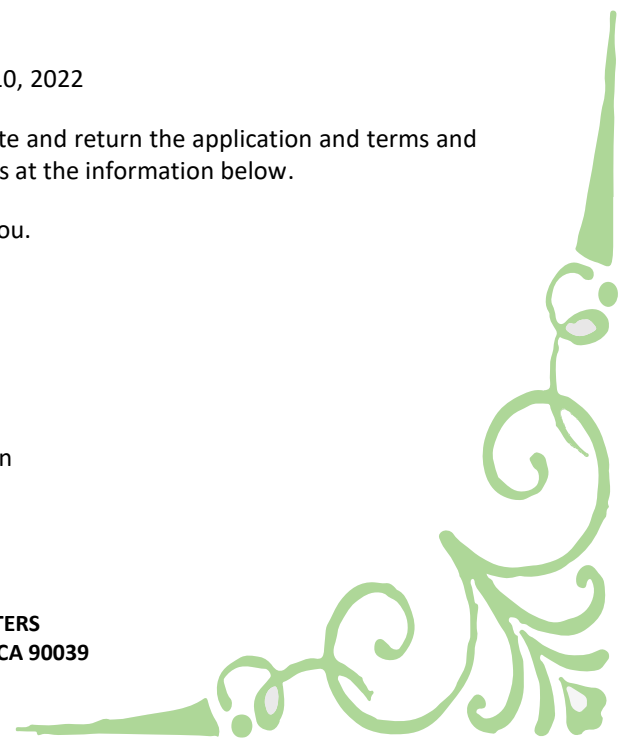 10, 2022
te and return the application and terms and
s at the information below.
ou.
n
TERS
CA 90039